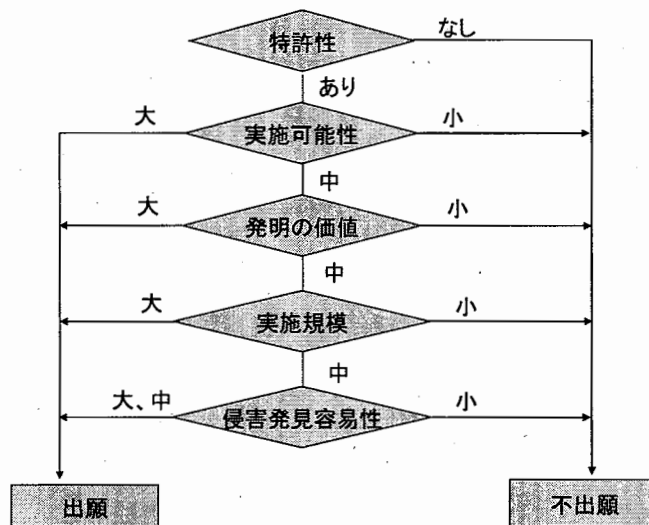 特許性
なし
あり
大
実施可能性
小
中
大
発明の価値
小
中
大
実施規模
小
中
大、中
侵害発見容易性
小
出願
不出願